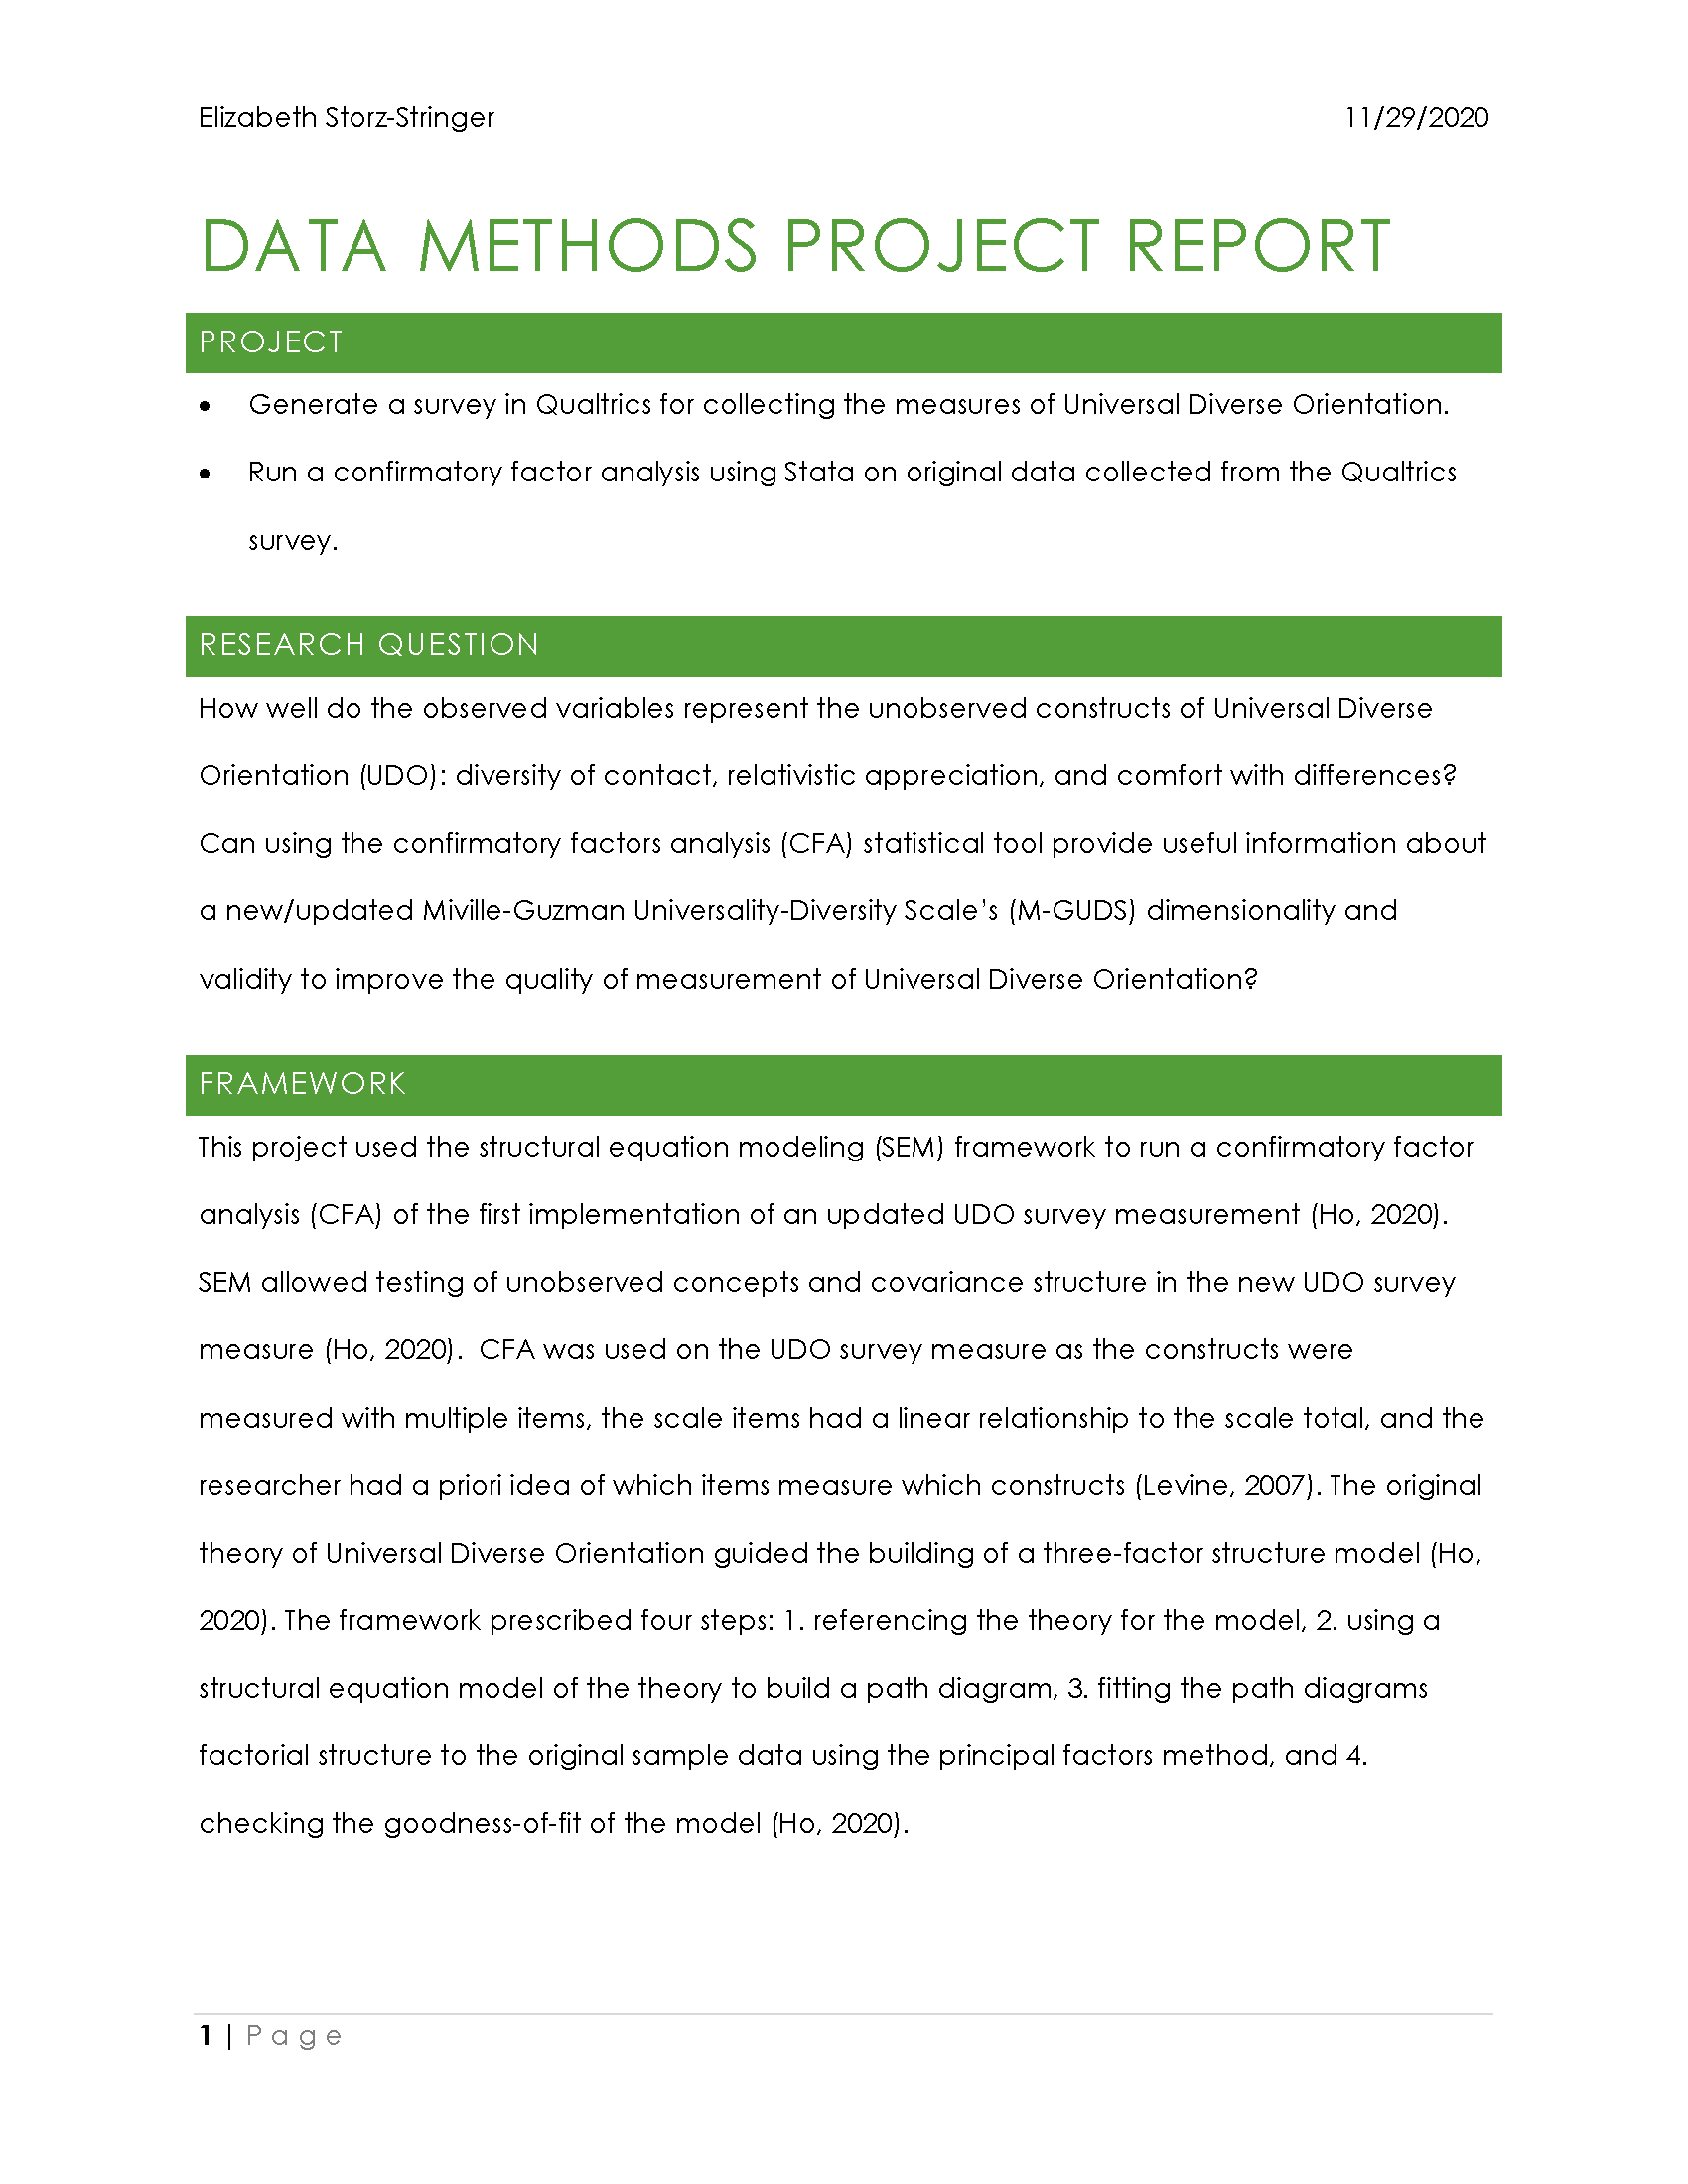 Elizabeth Storz-Stringer 11/29/2020
DATA METHODS PROJECT REPORT
PROJECT
• Generate a survey in Qualtrics for collecting the measures of Universal Diverse Orientation.
• Run a confirmatory factor analysis using Stata on original data collected from the Qualtrics
survey.
RESEARCH QUESTION
How well do the observed variables represent the unobserved constructs of Universal Diverse
Orientation (UDO): diversity of contact, relativistic appreciation, and comfort with differences?
Can using the confirmatory factors analysis (CFA) statistical tool provide useful information about
a new/updated Miville-Guzman Universality-Diversity Scale’s (M-GUDS) dimensionality and
validity to improve the quality of measurement of Universal Diverse Orientation?
FRAMEWORK
This project used the structural equation modeling (SEM) framework to run a confirmatory factor
analysis (CFA) of the first implementation of an updated UDO survey measurement (Ho, 2020).
SEM allowed testing of unobserved concepts and covariance structure in the new UDO survey
measure (Ho, 2020).  CFA was used on the UDO survey measure as the constructs were
measured with multiple items, the scale items had a linear relationship to the scale total, and the
researcher had a priori idea of which items measure which constructs (Levine, 2007). The original
theory of Universal Diverse Orientation guided the building of a three-factor structure model (Ho,
2020). The framework prescribed four steps: 1. referencing the theory for the model, 2. using a
structural equation model of the theory to build a path diagram, 3. fitting the path diagrams
factorial structure to the original sample data using the principal factors method, and 4.
checking the goodness-of-fit of the model (Ho, 2020).
1 | Page